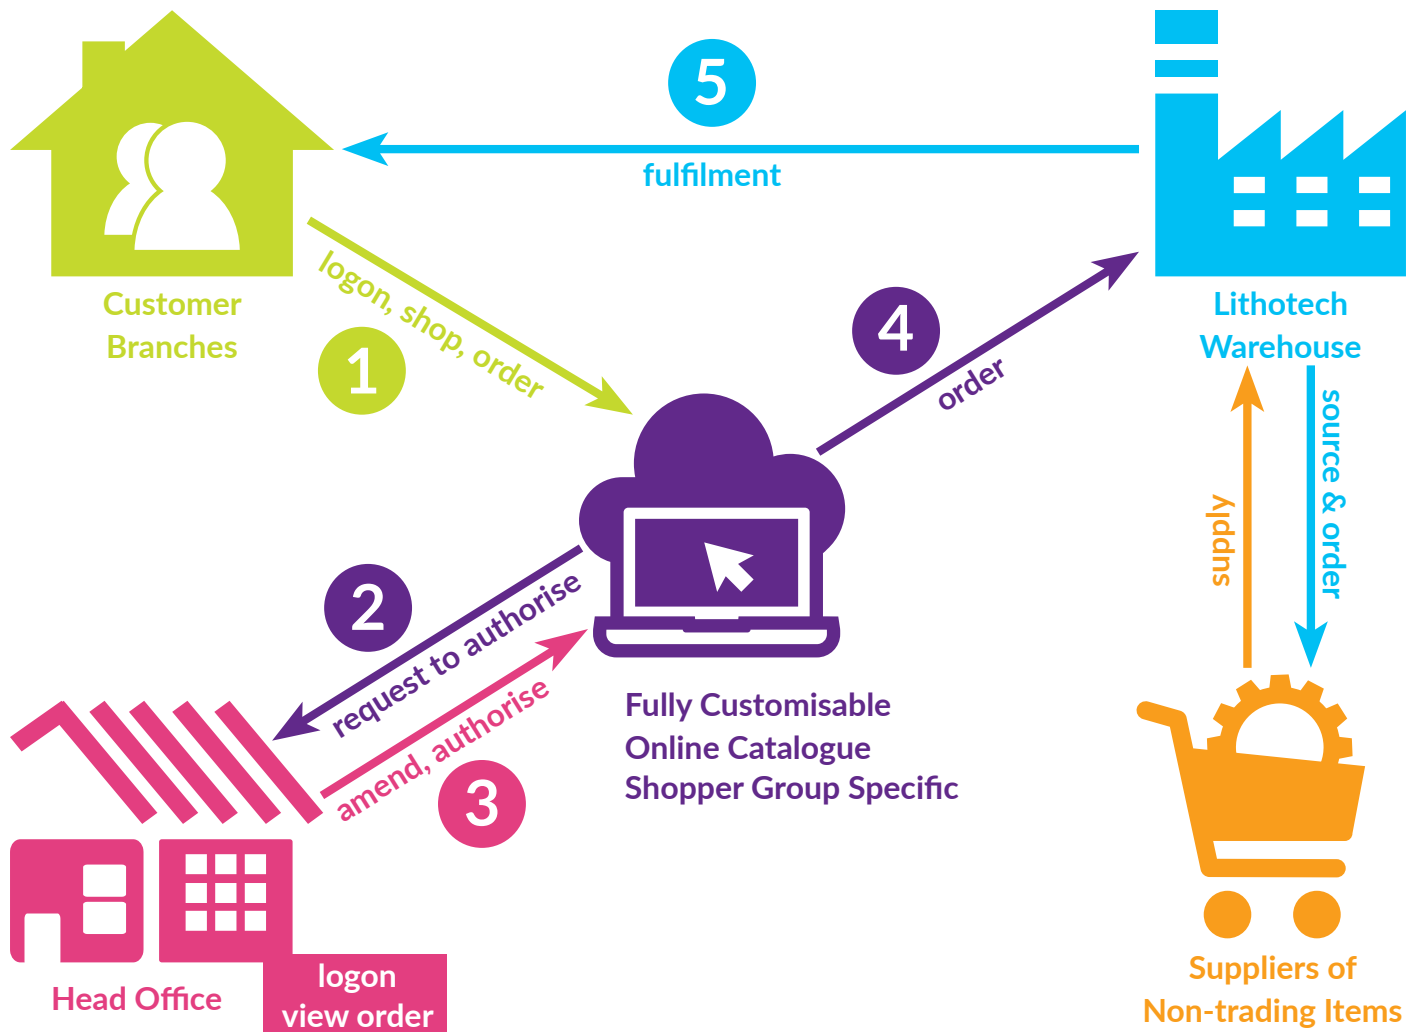 5
fulfilment
Customer
Branches
logon, shop, order
1
4
order
Lithotech
Warehouse
supply
source & order
2
request to authorise
amend, authorise
3
Fully Customisable
Online Catalogue
Shopper Group Specific
Head Office
logon
view order
Suppliers of
Non-trading Items